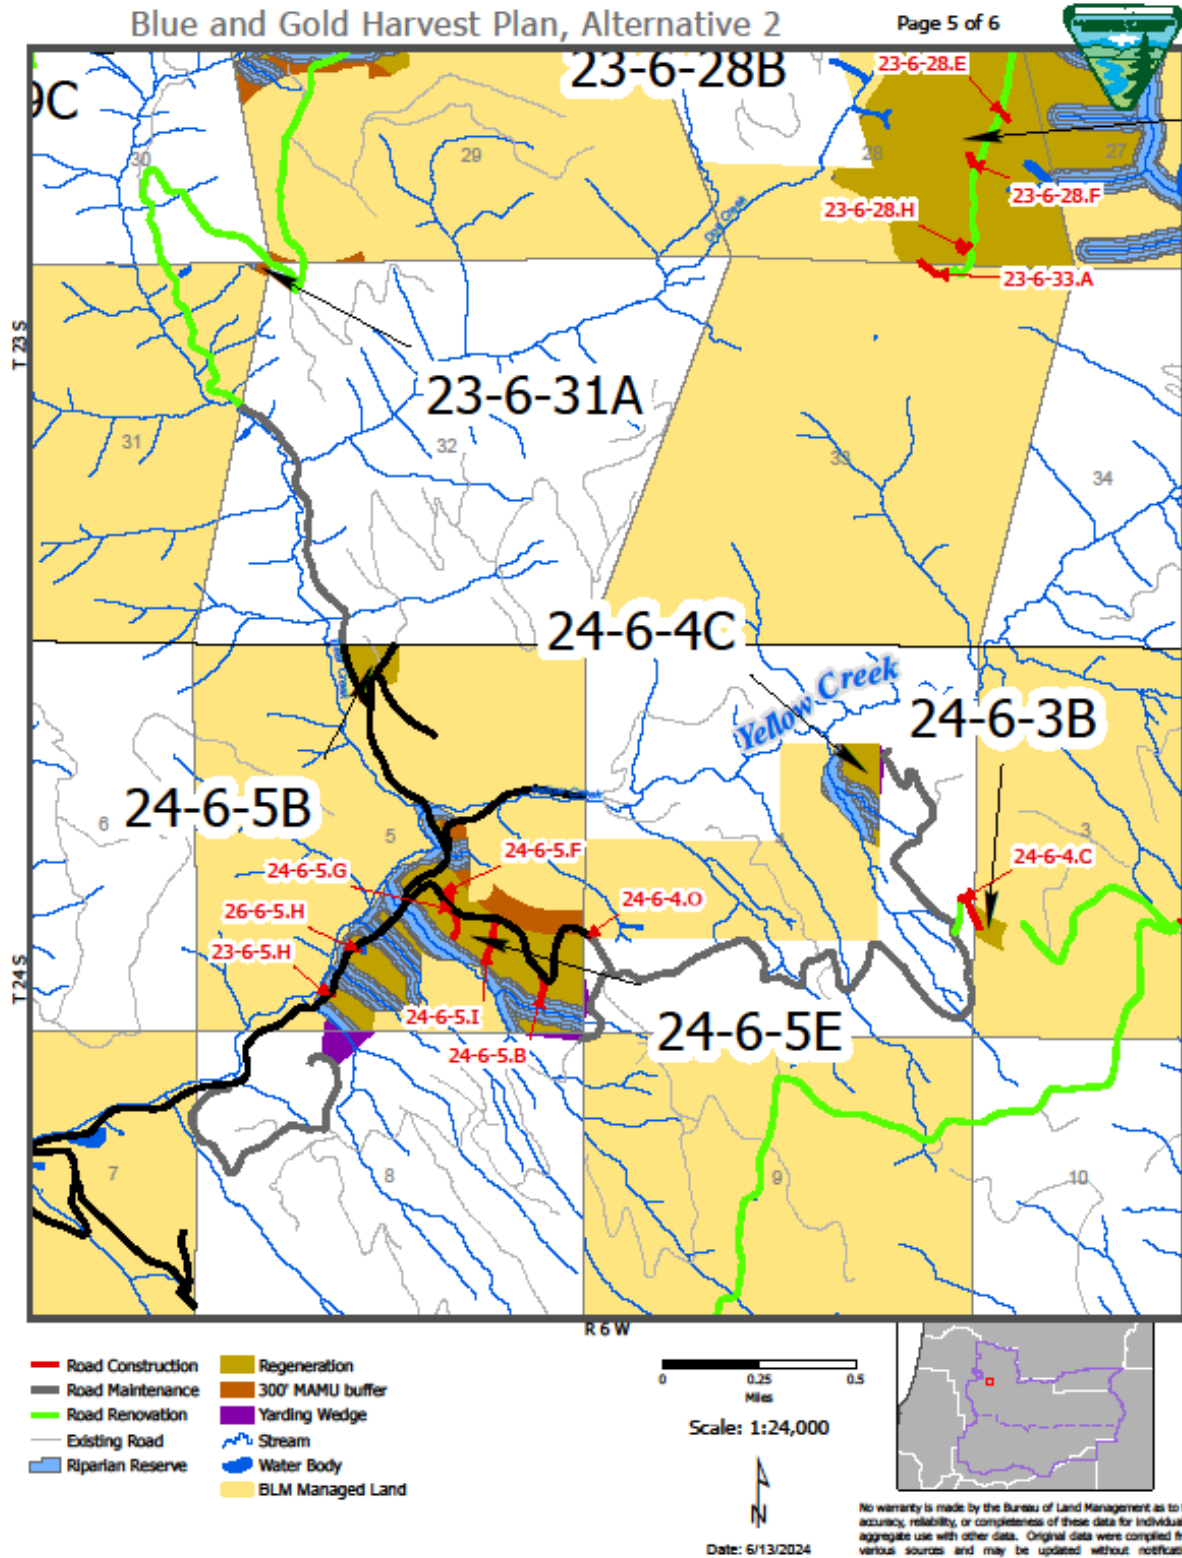 Blue and Gold Harvest Plan, Alternative 2
Page 5 of 6
23-6-28B
23-6-28.E
9C
30
29
28
27
23-6-28.F
23-6-28.H
23-6-33.A
T 23 S
23-6-31A
31
32
33
34
24-6-4C
Yellow Creek
24-6-3B
24-6-5B
6
5
4
3
24-6-5.F
24-6-4.C
24-6-5.G
24-6-4.O
26-6-5.H
23-6-5.H
T 24 S
24-6-5.I
24-6-5E
24-6-5.B
7
8
9
10
R 6 W
Road Construction
Road Maintenance
Road Renovation
Existing Road
Riparian Reserve
Regeneration
300' MAMU buffer
Yarding Wedge
Stream
Water Body
BLM Managed Land
0 0.25 0.5
Miles
Scale: 1:24,000
N
Date: 6/13/2024
No warranty is made by the Bureau of Land Management as to
accuracy, reliability, or completeness of these data for individual
aggregate use with other data. Original data were compiled
various sources and may be updated without